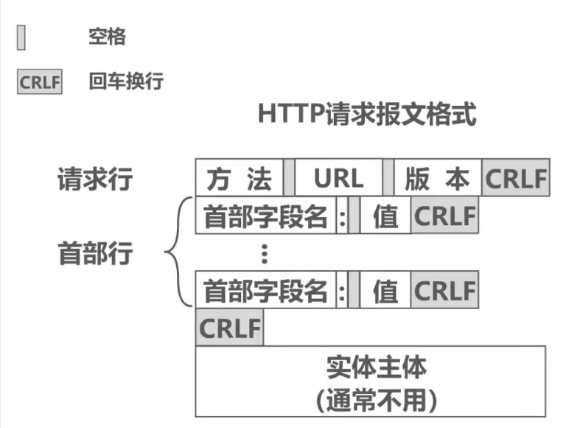 空格
CRLF 回车换行
HTTP请求报文格式
请求行 方法 URL 版本 CRLF
首部字段名 : 值 CRLF
首部行
⋮
首部字段名 : 值 CRLF
CRLF
实体主体
(通常不用)